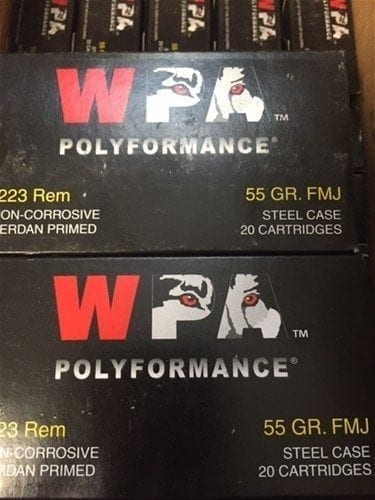 WPA™
POLYFORMANCE®
223 Rem 55 GR. FMJ
ON-CORROSIVE STEEL CASE
ERDAN PRIMED 20 CARTRIDGES
WPA™
POLYFORMANCE®
23 Rem 55 GR. FMJ
N-CORROSIVE STEEL CASE
RDAN PRIMED 20 CARTRIDGES